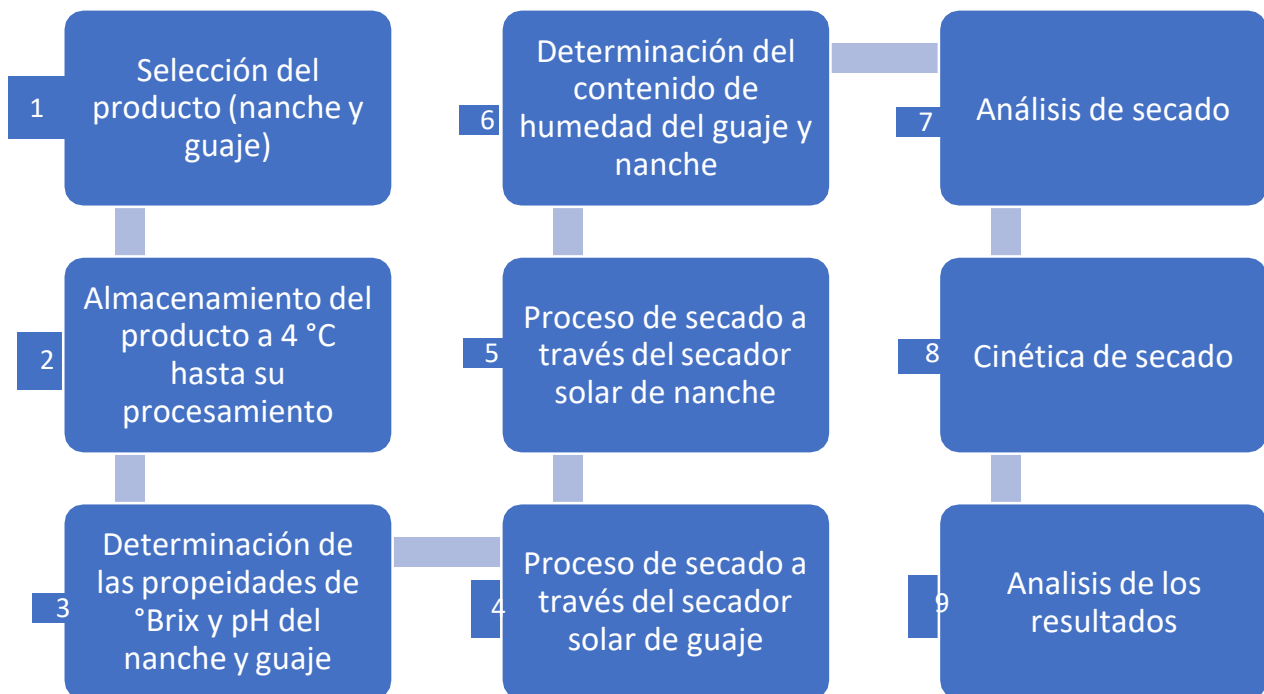 1
Selección del
producto (nanche y
guaje)
2
Almacenamiento del
producto a 4 °C
hasta su
procesamiento
3
Determinación de
las propeidades de
°Brix y pH del
nanche y guaje
4
Proceso de secado a
través del secador
solar de guaje
5
Proceso de secado a
través del secador
solar de nanche
6
Determinación del
contenido de
humedad del guaje y
nanche
7
Análisis de secado
8
Cinética de secado
9
Analisis de los
resultados